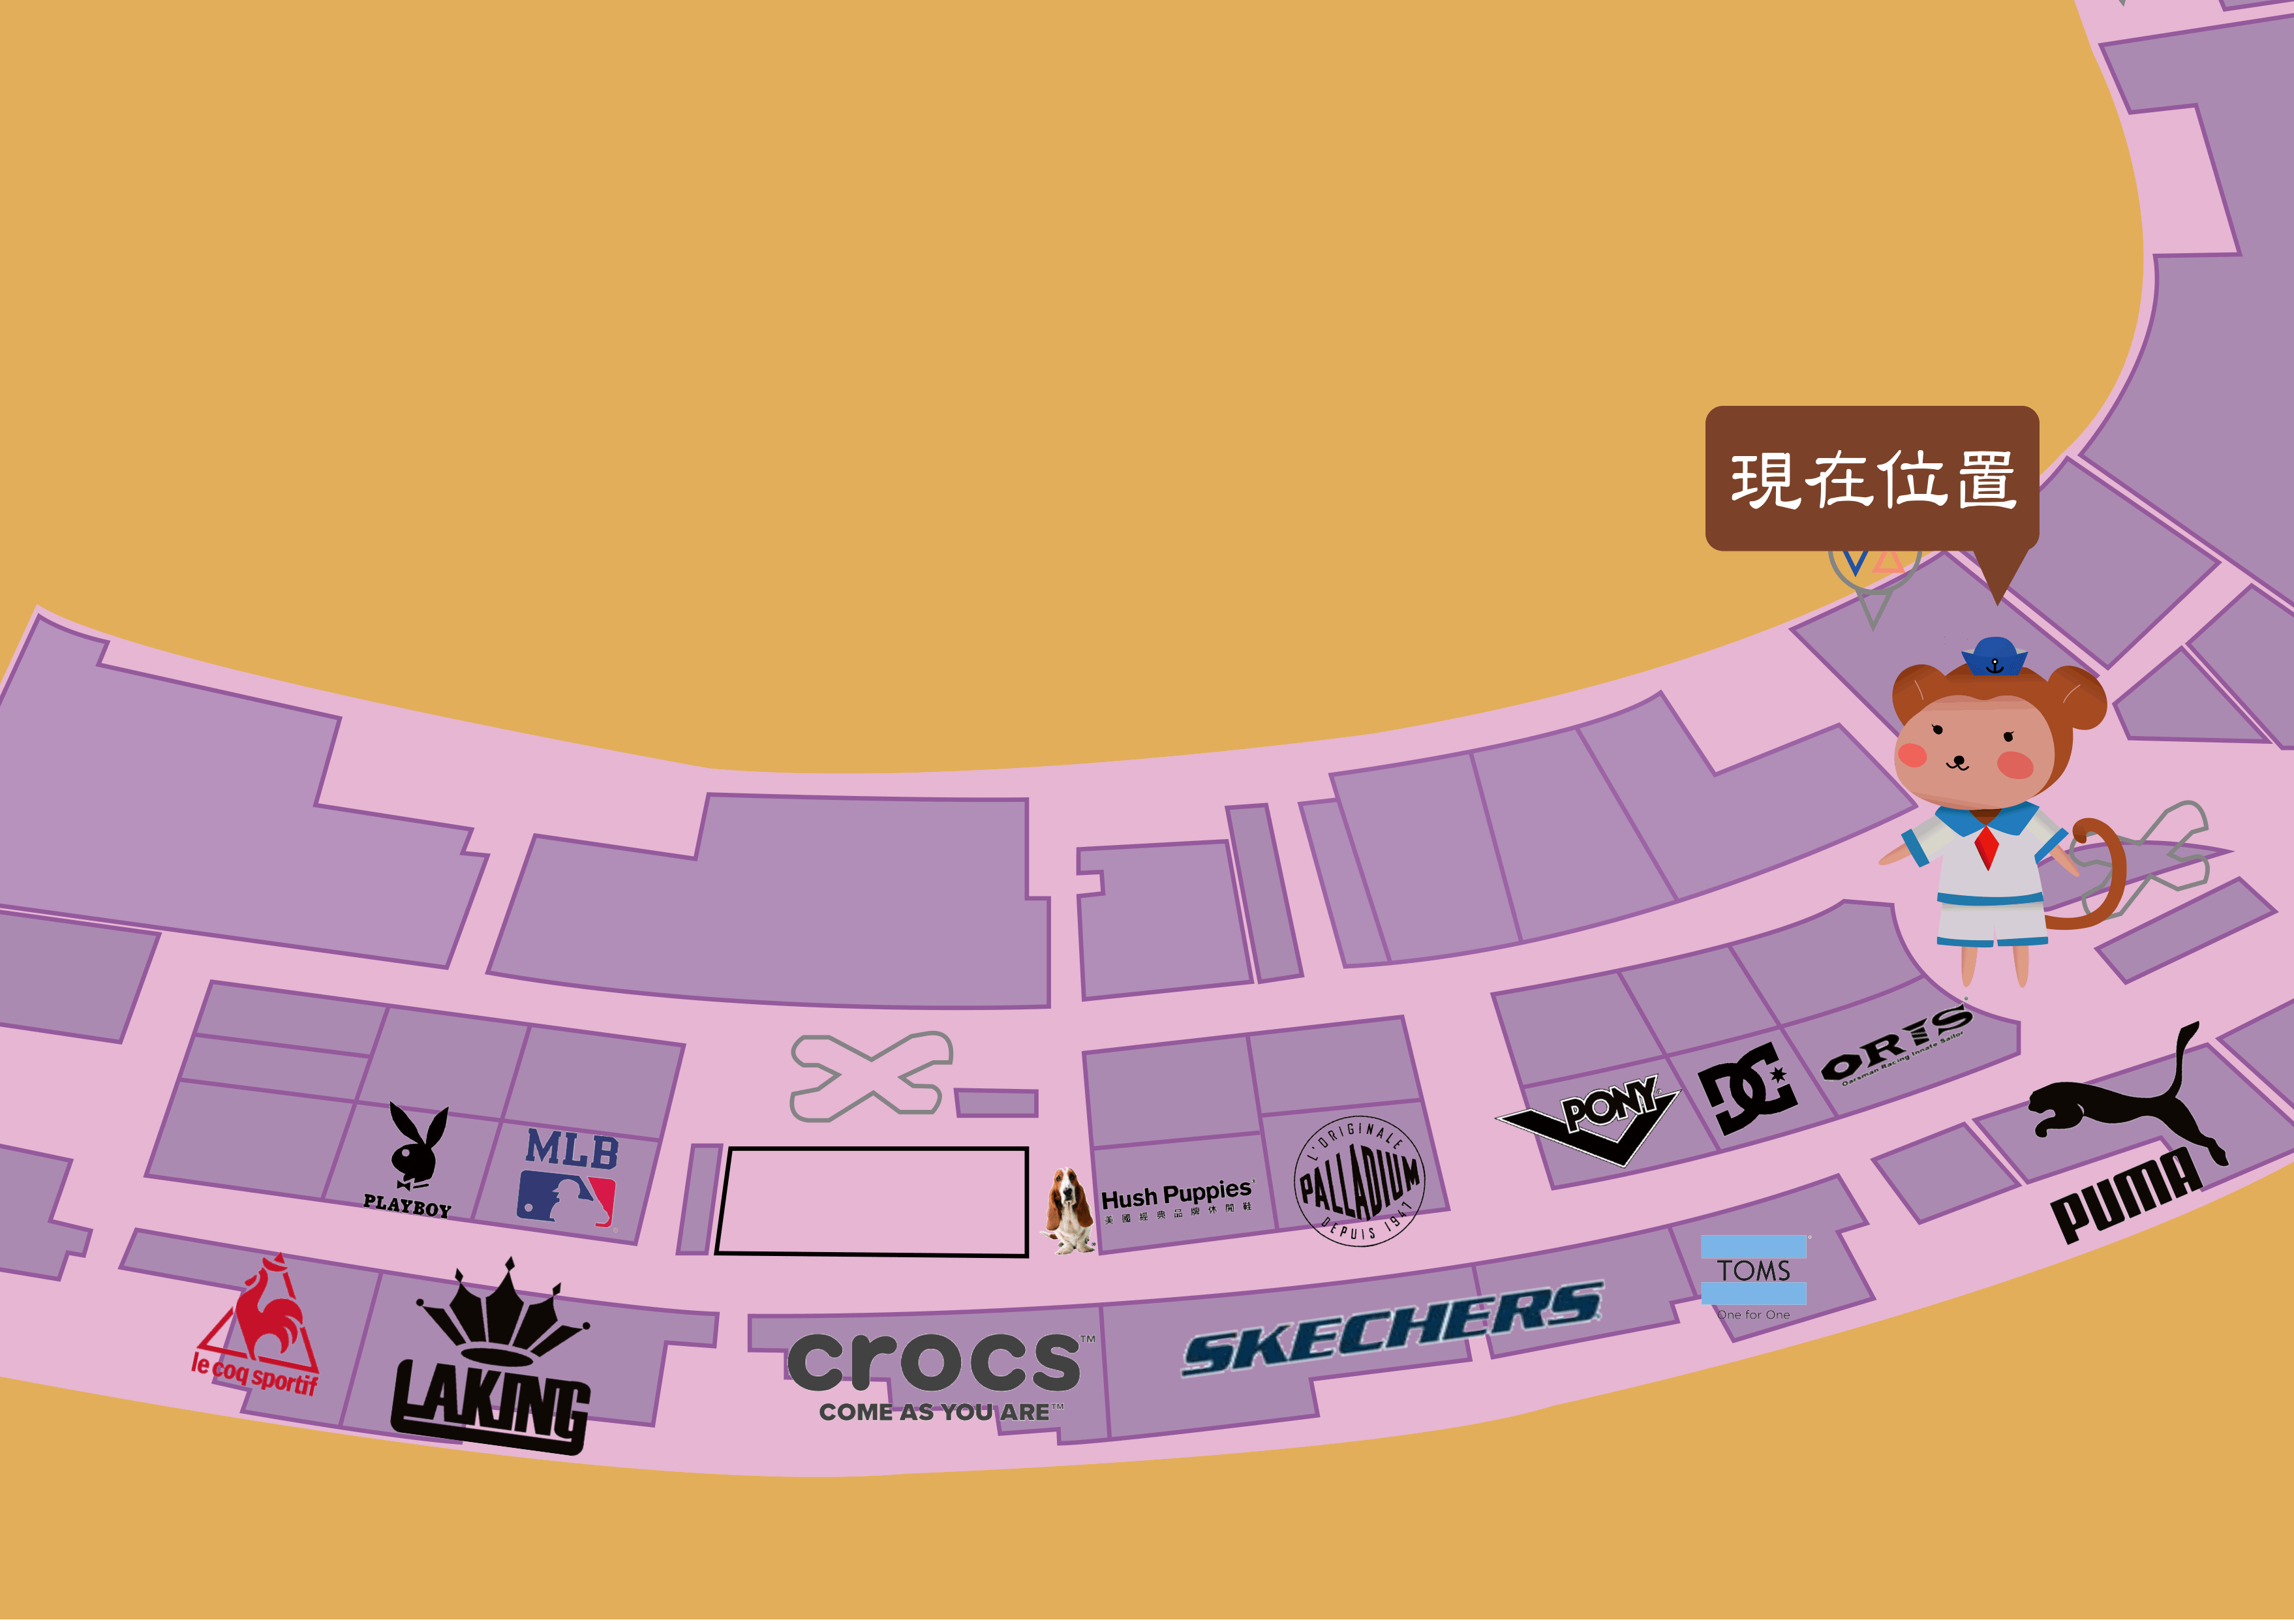 現在位置
ORIS
Oarsman Racing Innate Sailor
DC
PONY
PUMA
L'ORIGINALE
PALLADIUM
DEPUIS 1947
Hush Puppies
美國經典品牌休閒鞋
MLB
PLAYBOY
TOMS
One for One
SKECHERS
crocs™
COME AS YOU ARE™
LAKING
le coq sportif